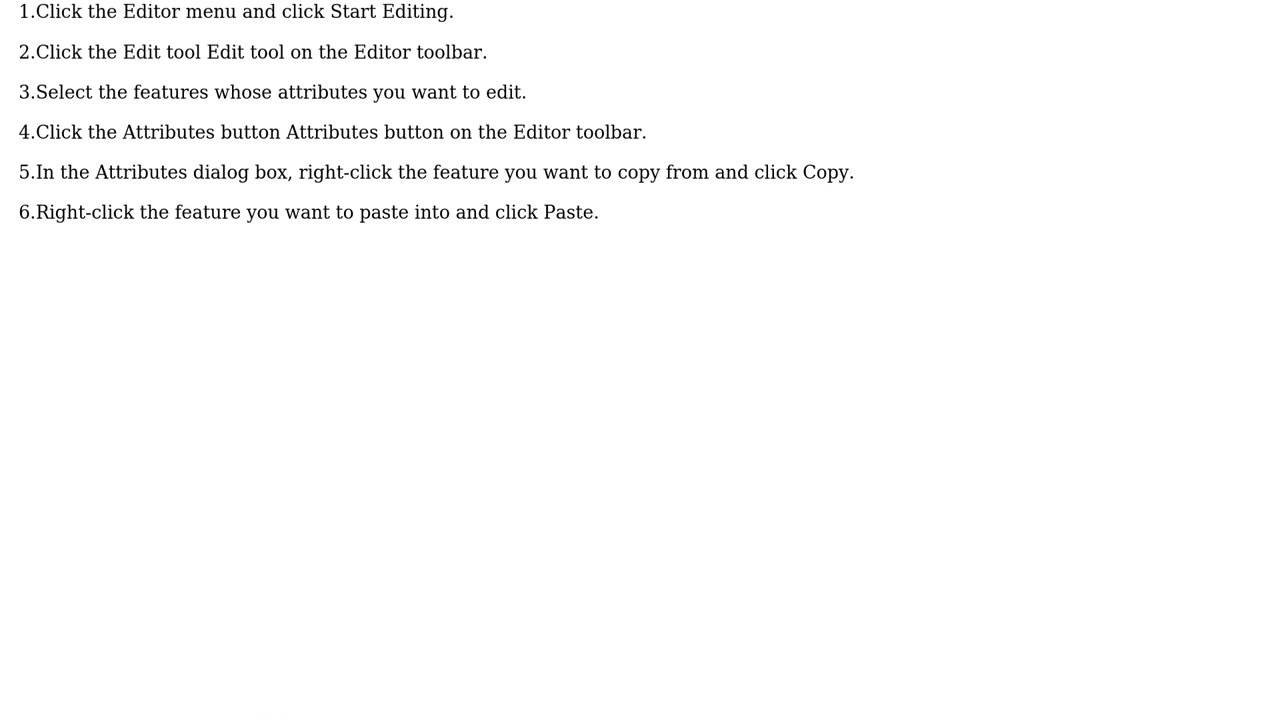 1.Click the Editor menu and click Start Editing.
2.Click the Edit tool Edit tool on the Editor toolbar.
3.Select the features whose attributes you want to edit.
4.Click the Attributes button Attributes button on the Editor toolbar.
5.In the Attributes dialog box, right-click the feature you want to copy from and click Copy.
6.Right-click the feature you want to paste into and click Paste.